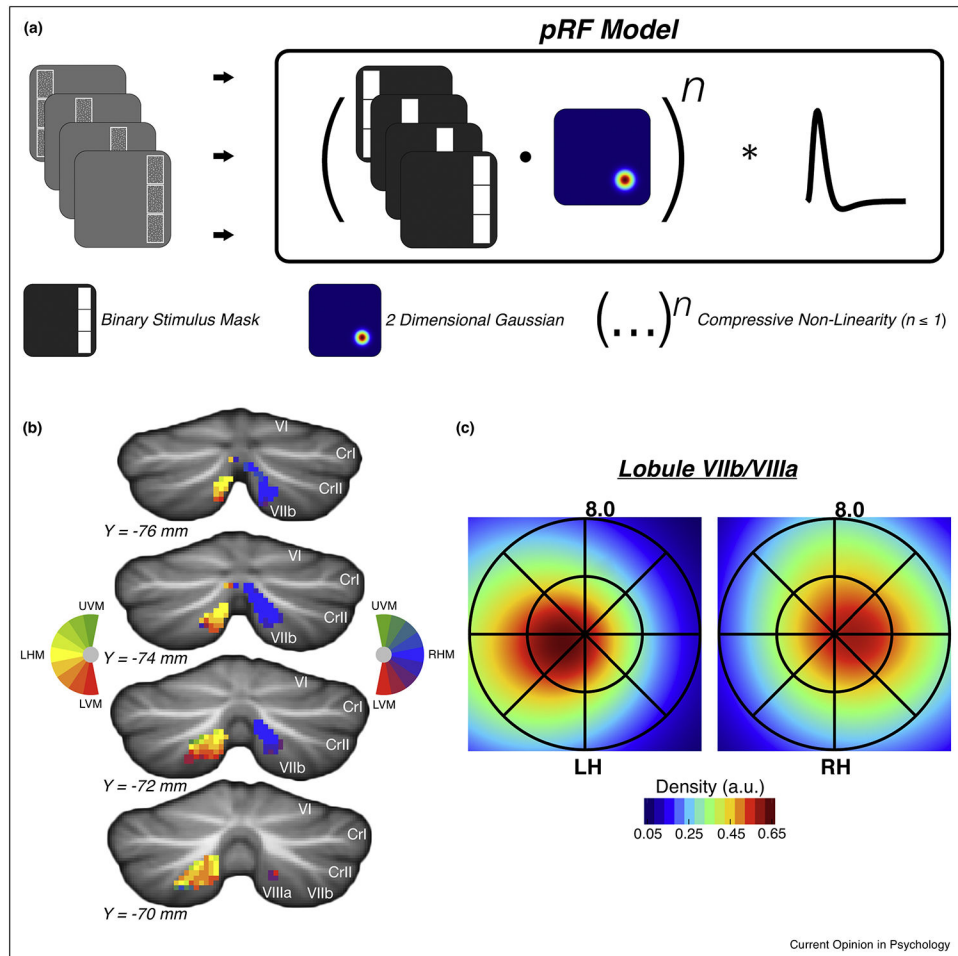 (a)
pRF Model
n
*
Binary Stimulus Mask
2 Dimensional Gaussian
(...)n
Compressive Non-Linearity (n ≤ 1)
(b)
VI
CrI
CrII
VIIb
Y = -76 mm
VI
CrI
CrII
VIIb
Y = -74 mm
UVM
LHM
LVM
UVM
RHM
LVM
VI
CrI
CrII
VIIb
Y = -72 mm
VI
CrI
CrII
VIIIa
VIIb
Y = -70 mm
(c)
Lobule VIIb/VIIIa
8.0
8.0
LH
RH
Density (a.u.)
0.05 0.25 0.45 0.65
Current Opinion in Psychology